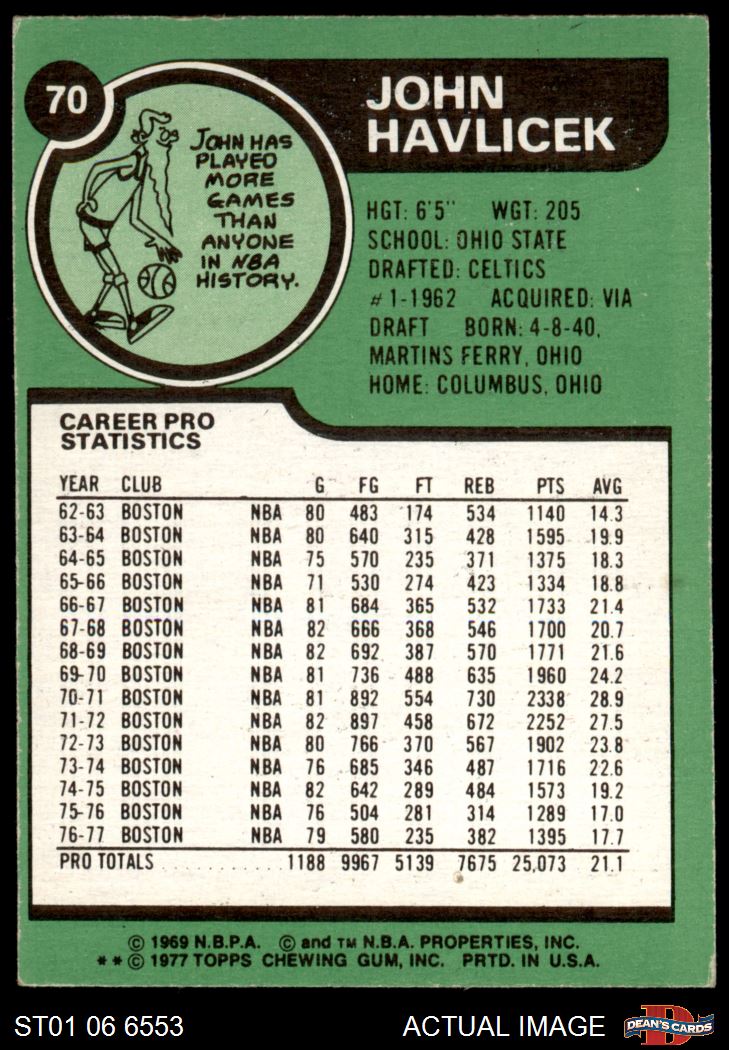 70
JOHN
HAVLICEK
JOHN HAS
PLAYED
MORE
GAMES
THAN
ANYONE
IN NBA
HISTORY.
HGT: 6'5" WGT: 205
SCHOOL: OHIO STATE
DRAFTED: CELTICS
#1-1962 ACQUIRED: VIA
DRAFT BORN: 4-8-40,
MARTINS FERRY, OHIO
HOME: COLUMBUS, OHIO
CAREER PRO
STATISTICS
YEAR CLUB G FG FT REB PTS AVG
62-63 BOSTON NBA 80 483 174 534 1140 14.3
63-64 BOSTON NBA 80 640 315 428 1595 19.9
64-65 BOSTON NBA 75 570 235 371 1375 18.3
65-66 BOSTON NBA 71 530 274 423 1334 18.8
66-67 BOSTON NBA 81 684 365 532 1733 21.4
67-68 BOSTON NBA 82 666 368 546 1700 20.7
68-69 BOSTON NBA 82 692 387 570 1771 21.6
69-70 BOSTON NBA 81 736 488 635 1960 24.2
70-71 BOSTON NBA 81 892 554 730 2338 28.9
71-72 BOSTON NBA 82 897 458 672 2252 27.5
72-73 BOSTON NBA 80 766 370 567 1902 23.8
73-74 BOSTON NBA 76 685 346 487 1716 22.6
74-75 BOSTON NBA 82 642 289 484 1573 19.2
75-76 BOSTON NBA 76 504 281 314 1289 17.0
76-77 BOSTON NBA 79 580 235 382 1395 17.7
PRO TOTALS . . . . . . . . . . . . 1188 9967 5139 7675 25,073 21.1
© 1969 N.B.P.A. © and TM N.B.A. PROPERTIES, INC.
** © 1977 TOPPS CHEWING GUM, INC. PRTD. IN U.S.A.
ST01 06 6553 ACTUAL IMAGE D DEAN'S CARDS